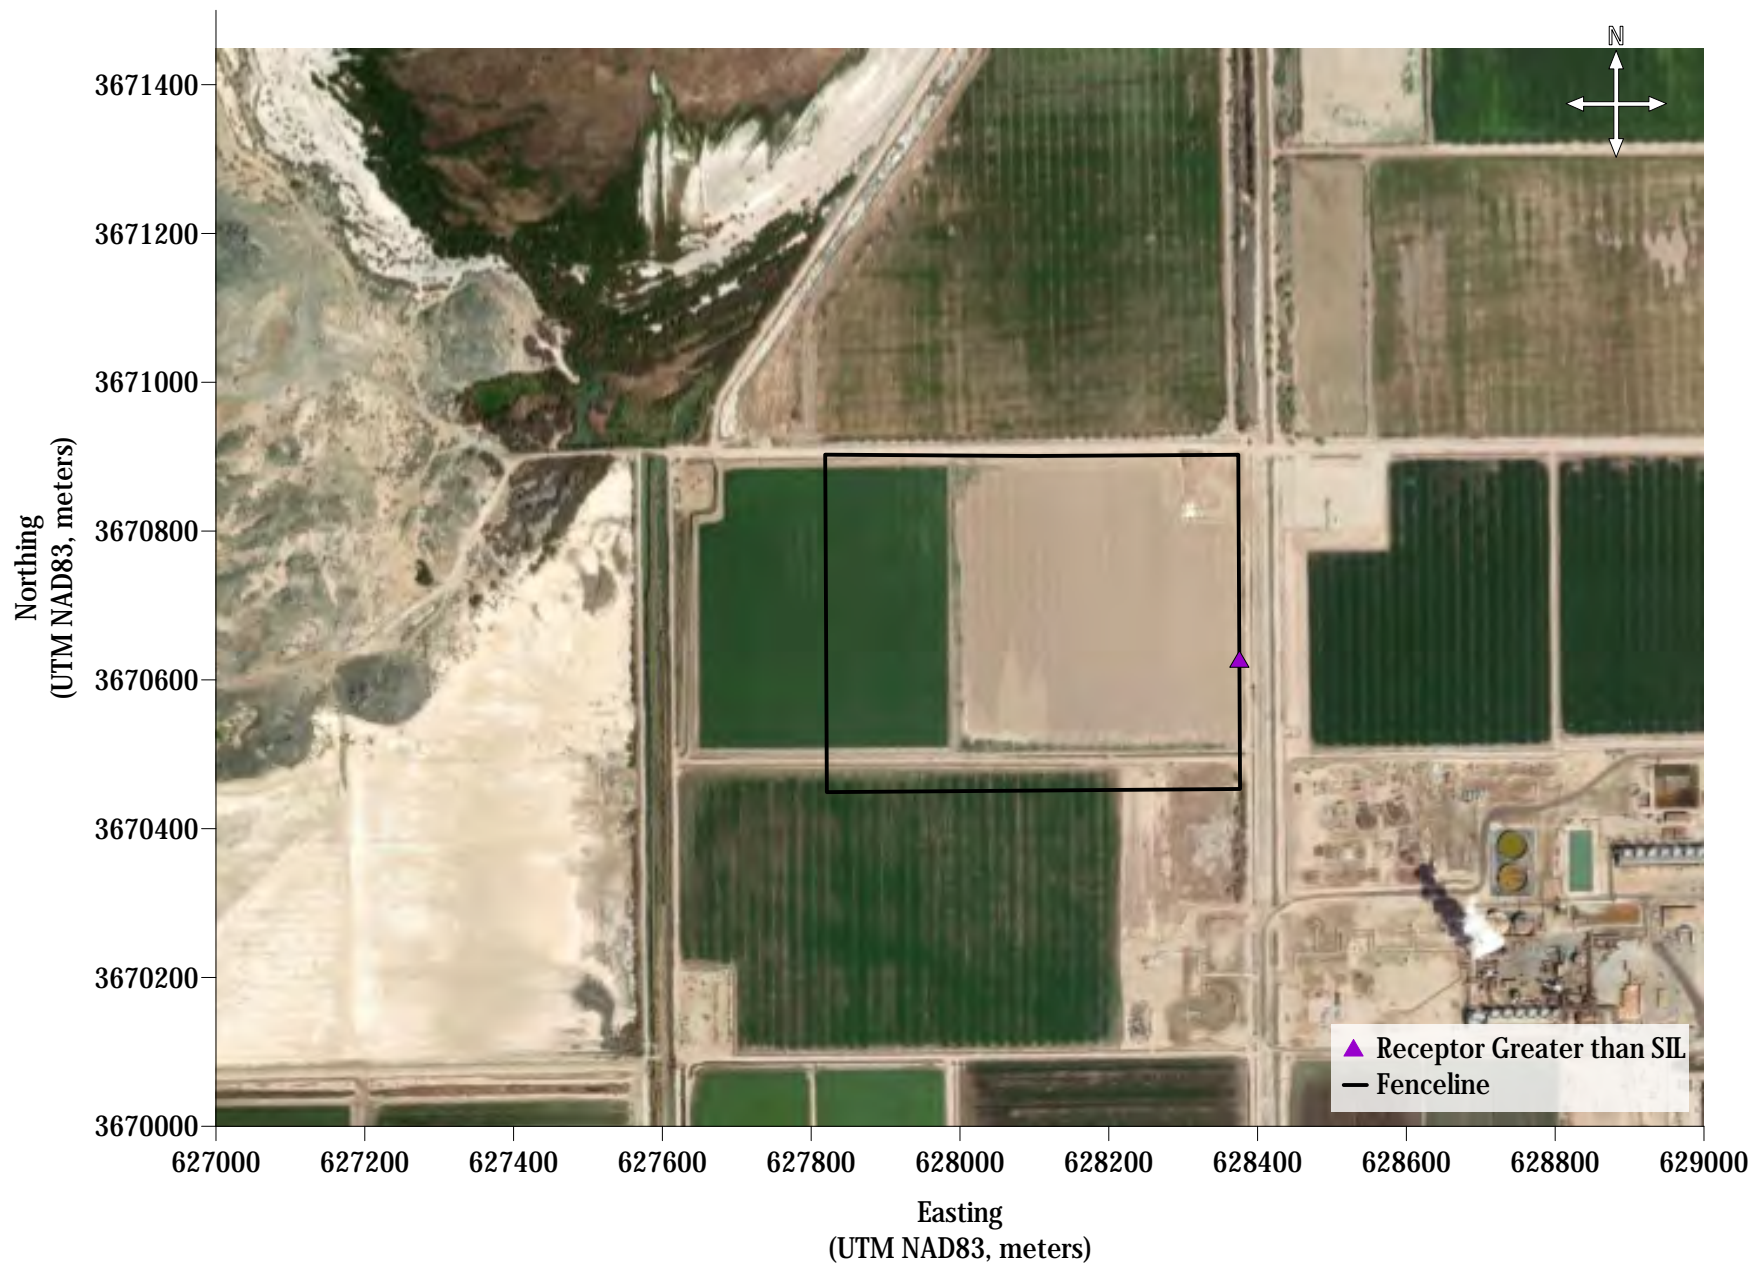 N
3671400
3671200
3671000
3670800
3670600
3670400
3670200
3670000
Northing
(UTM NAD83, meters)
Receptor Greater than SIL
Fenceline
627000 627200 627400 627600 627800 628000 628200 628400 628600 628800 629000
Easting
(UTM NAD83, meters)